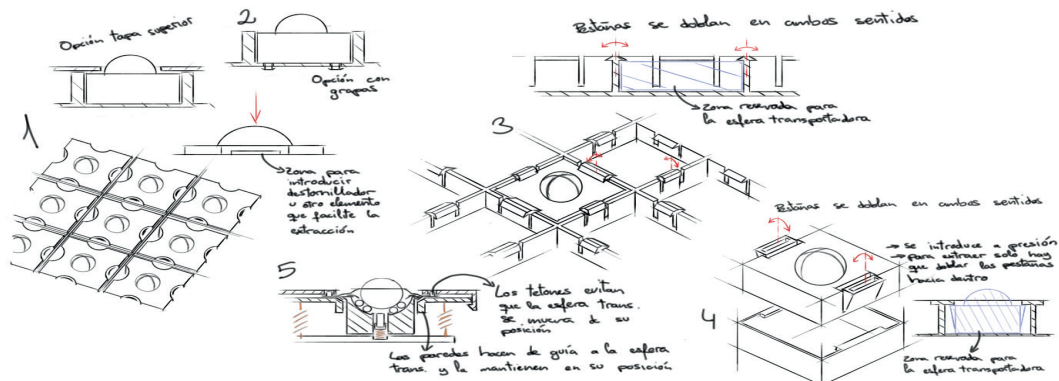 1
Opción tapa superior
2
Opción con
grapas
Zona para
introducir
destornillador
u otro elemento
que facilite la
extracción
Pestañas se doblan en ambos sentidos
Zona reservada para
la esfera transportadora
3
Pestañas se doblan en ambos sentidos
→ Se introduce a presión
→ para extraer solo hay
que doblar las pestañas
hacia dentro
4
Zona reservada para
la esfera transportadora
5
Los tetones evitan
que la esfera trans.
se mueva de su
posición
Las paredes hacen de guía a la esfera
trans. y la mantienen en su posición